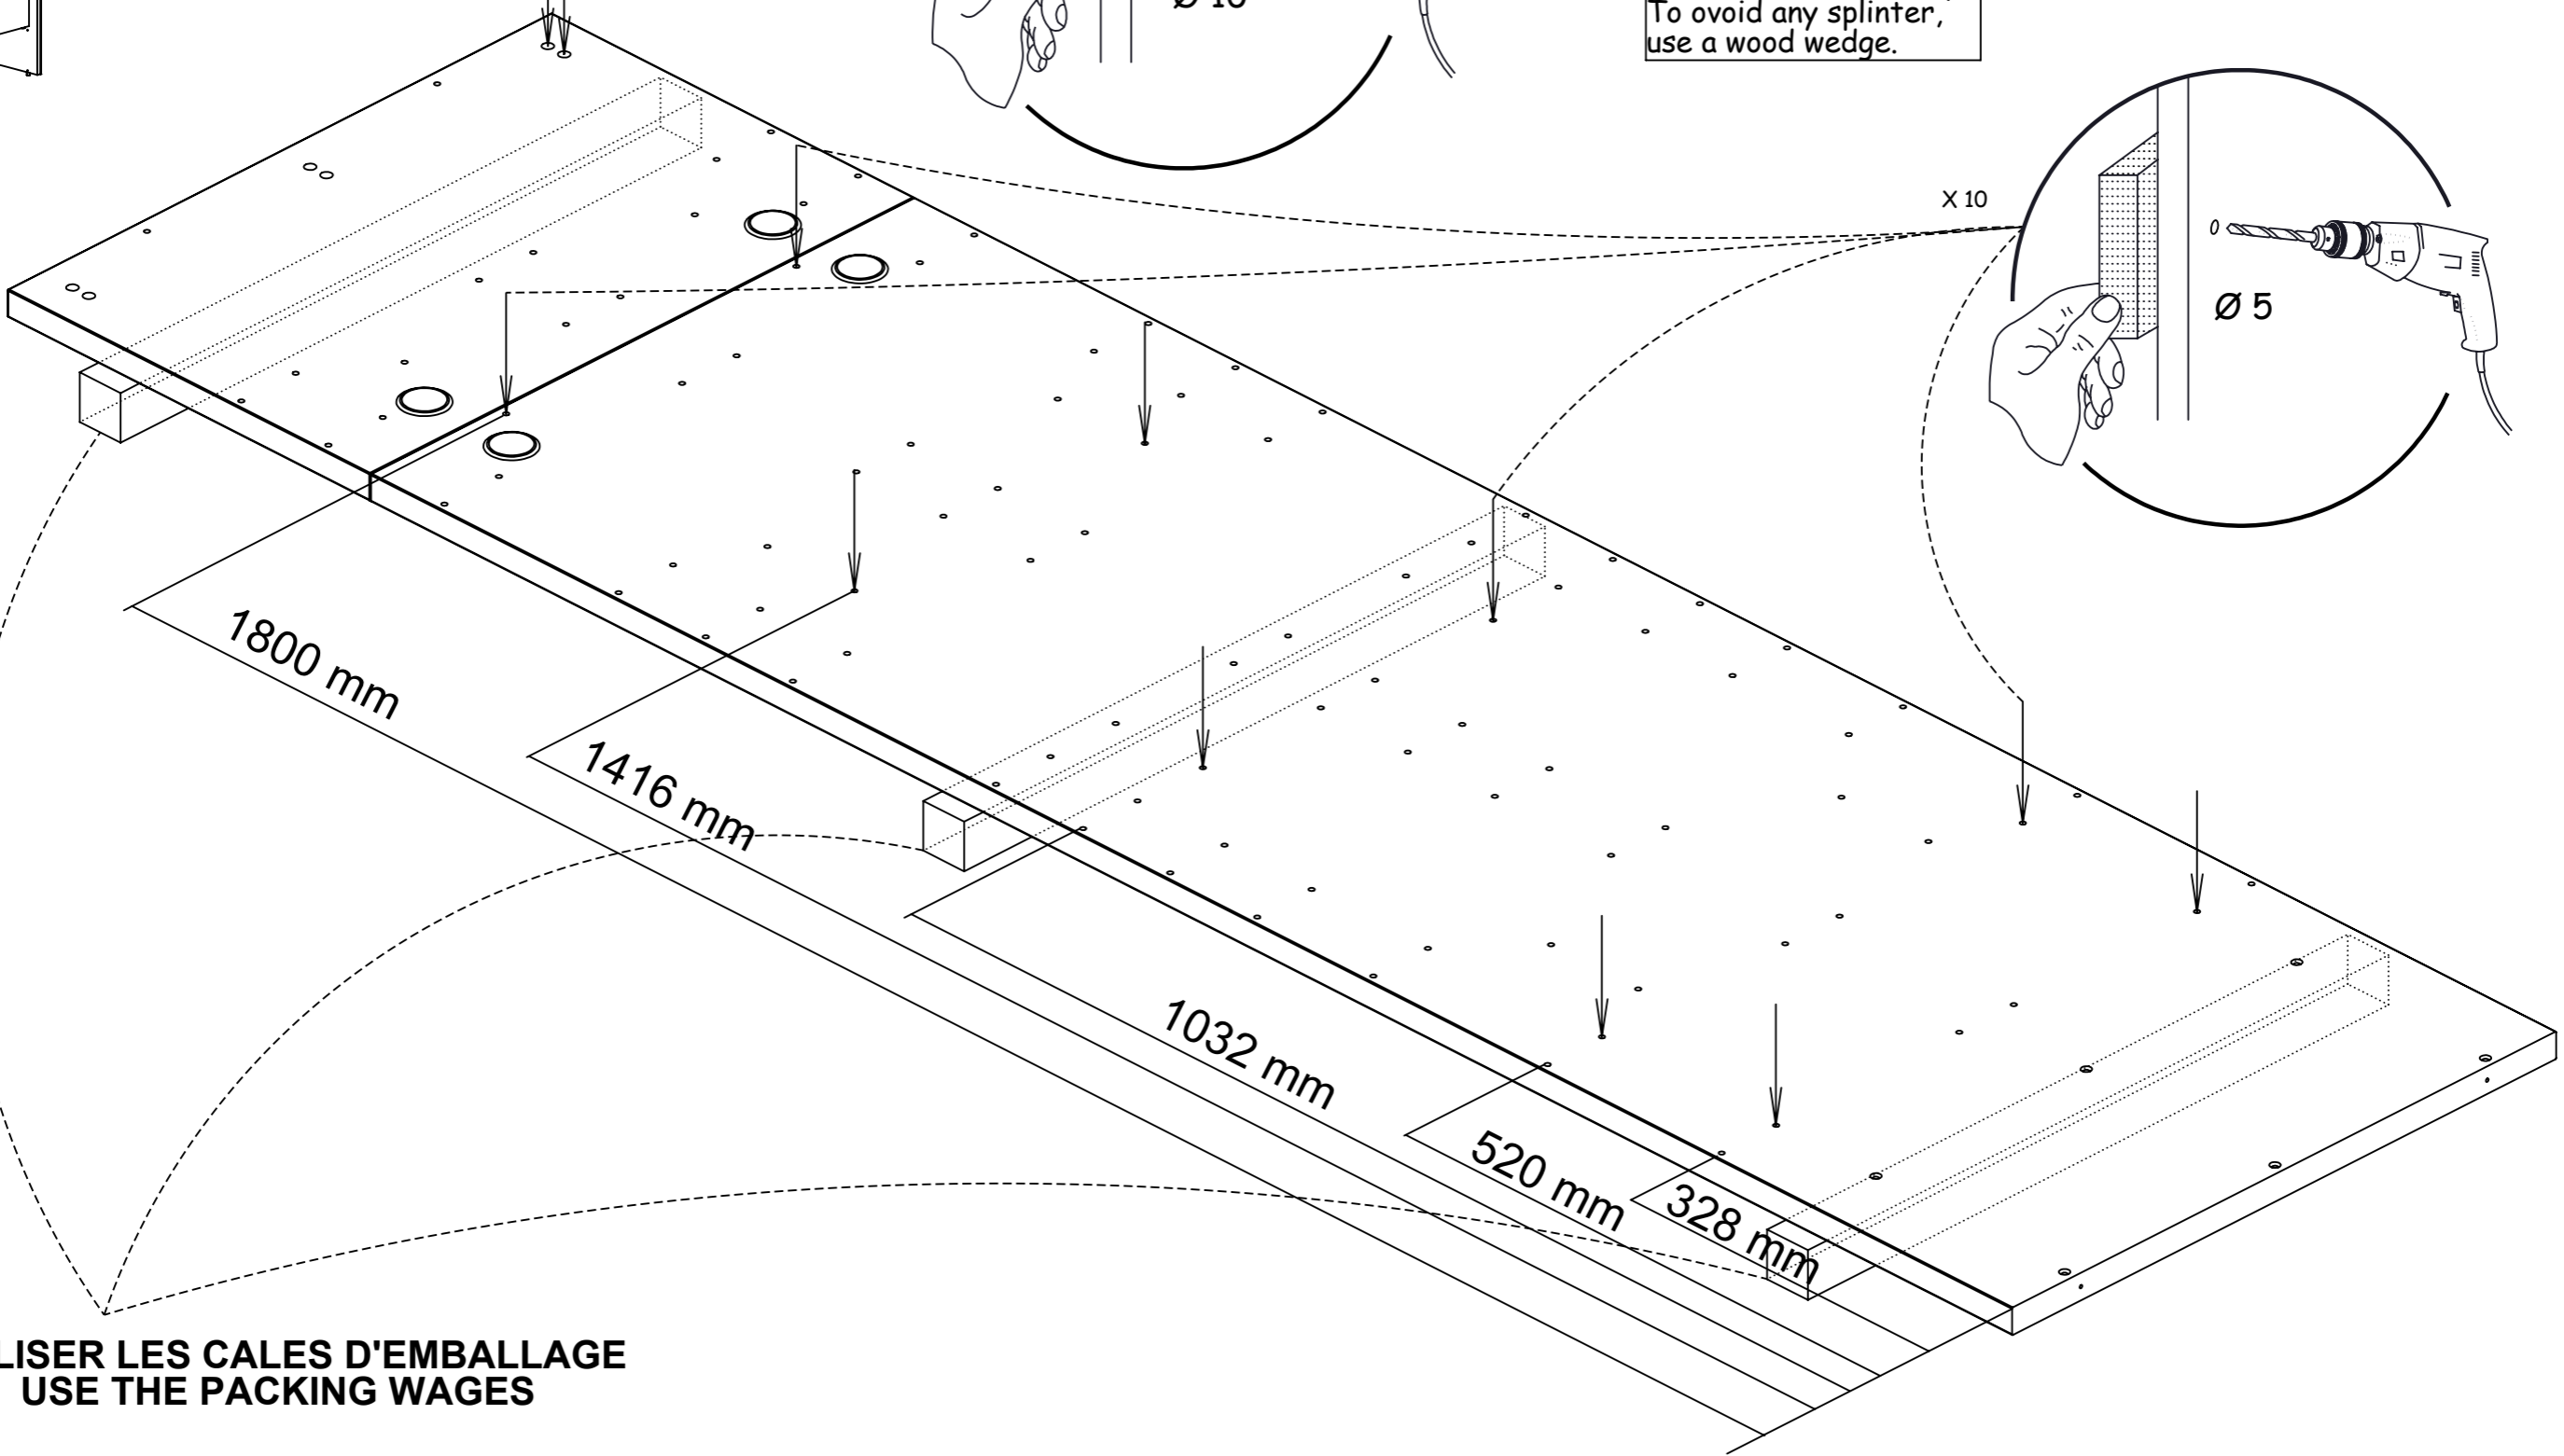 Ø 10
To ovoid any splinter,
use a wood wedge.
X 10
Ø 5
1800 mm
1416 mm
1032 mm
520 mm
328 mm
LISER LES CALES D'EMBALLAGE
USE THE PACKING WAGES